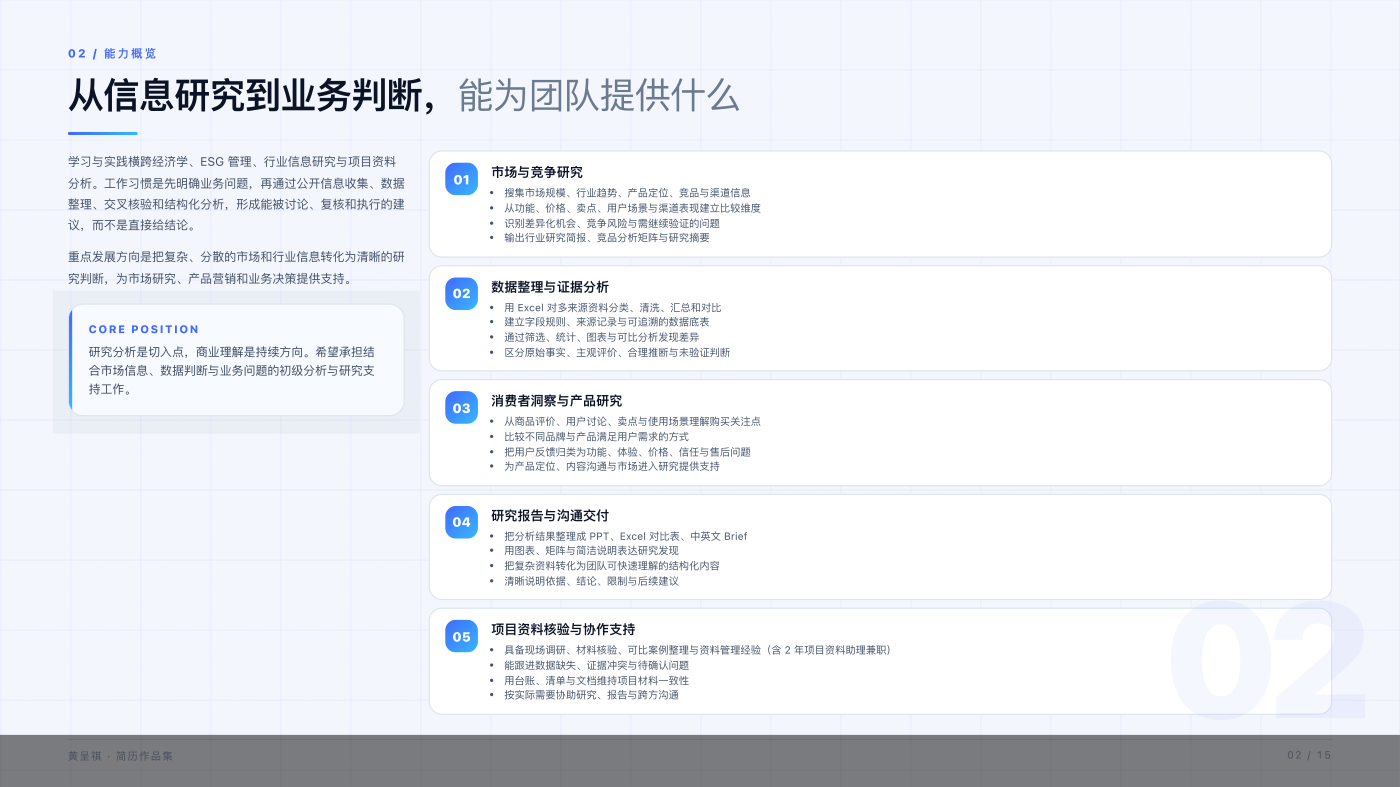 02 / 能力概览
从信息研究到业务判断，能为团队提供什么
学习与实践横跨经济学、ESG 管理、行业信息研究与项目资料
分析。工作习惯是先明确业务问题，再通过公开信息收集、数据
整理、交叉核验和结构化分析，形成能被讨论、复核和执行的建
议，而不是直接给结论。
重点发展方向是把复杂、分散的市场和行业信息转化为清晰的研
究判断，为市场研究、产品营销和业务决策提供支持。
CORE POSITION
研究分析是切入点，商业理解是持续方向。希望承担结
合市场信息、数据判断与业务问题的初级分析与研究支
持工作。
01
市场与竞争研究
• 搜集市场规模、行业趋势、产品定位、竞品与渠道信息
• 从功能、价格、卖点、用户场景与渠道表现建立比较维度
• 识别差异化机会、竞争风险与需继续验证的问题
• 输出行业研究简报、竞品分析矩阵与研究摘要
02
数据整理与证据分析
• 用 Excel 对多来源资料分类、清洗、汇总和对比
• 建立字段规则、来源记录与可追溯的数据底表
• 通过筛选、统计、图表与可比分析发现差异
• 区分原始事实、主观评价、合理推断与未验证判断
03
消费者洞察与产品研究
• 从商品评价、用户讨论、卖点与使用场景理解购买关注点
• 比较不同品牌与产品满足用户需求的方式
• 把用户反馈归类为功能、体验、价格、信任与售后问题
• 为产品定位、内容沟通与市场进入研究提供支持
04
研究报告与沟通交付
• 把分析结果整理成 PPT、Excel 对比表、中英文 Brief
• 用图表、矩阵与简洁说明表达研究发现
• 把复杂资料转化为团队可快速理解的结构化内容
• 清晰说明依据、结论、限制与后续建议
05
项目资料核验与协作支持
• 具备现场调研、材料核验、可比案例整理与资料管理经验（含 2 年项目资料助理兼职）
• 能跟进数据缺失、证据冲突与待确认问题
• 用台账、清单与文档维持项目材料一致性
• 按实际需要协助研究、报告与跨方沟通
02
黄呈祺 · 简历作品集
02 / 15